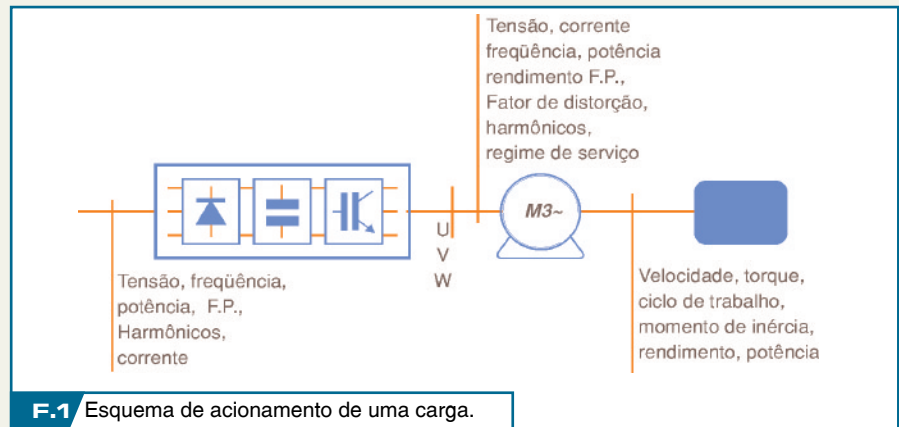 Tensão, corrente
freqüência, potência
rendimento F.P.,
Fator de distorção,
harmônicos,
regime de serviço
M3~
U
V
W
Tensão, freqüência,
potência, F.P.,
Harmônicos,
corrente
Velocidade, torque,
ciclo de trabalho,
momento de inércia,
rendimento, potência
F.1 Esquema de acionamento de uma carga.